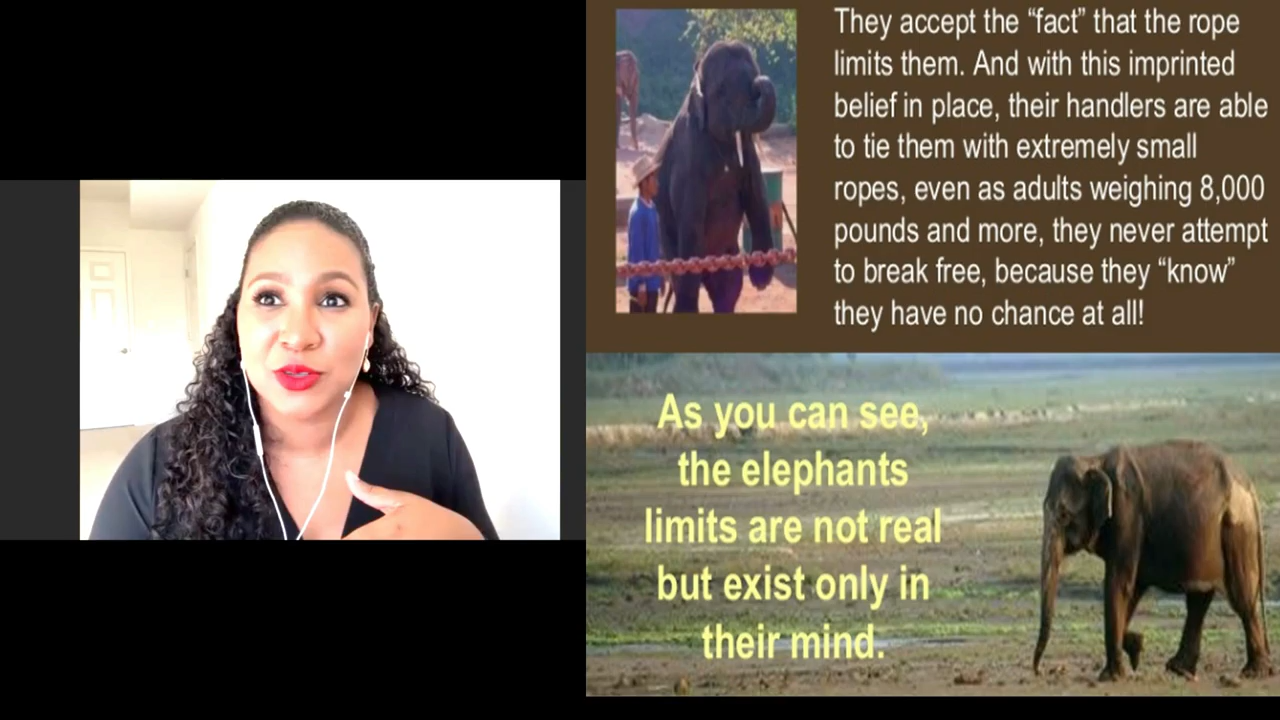 They accept the “fact” that the rope
limits them. And with this imprinted
belief in place, their handlers are able
to tie them with extremely small
ropes, even as adults weighing 8,000
pounds and more, they never attempt
to break free, because they “know”
they have no chance at all!
As you can see,
the elephants
limits are not real
but exist only in
their mind.